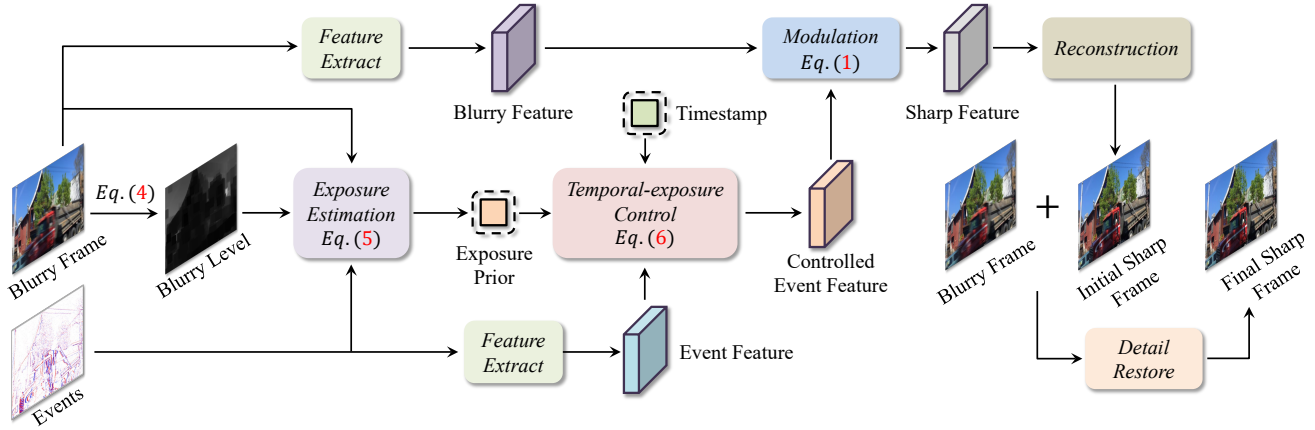 Feature
Extract
Blurry Feature
Modulation
Eq. (1)
Sharp Feature
Reconstruction
Timestamp
Blurry Frame
Eq. (4)
Blurry Level
Exposure
Estimation
Eq. (5)
Exposure
Prior
Temporal-exposure
Control
Eq. (6)
Controlled
Event Feature
Events
Feature
Extract
Event Feature
Blurry Frame
+
Initial Sharp
Frame
Final Sharp
Frame
Detail
Restore